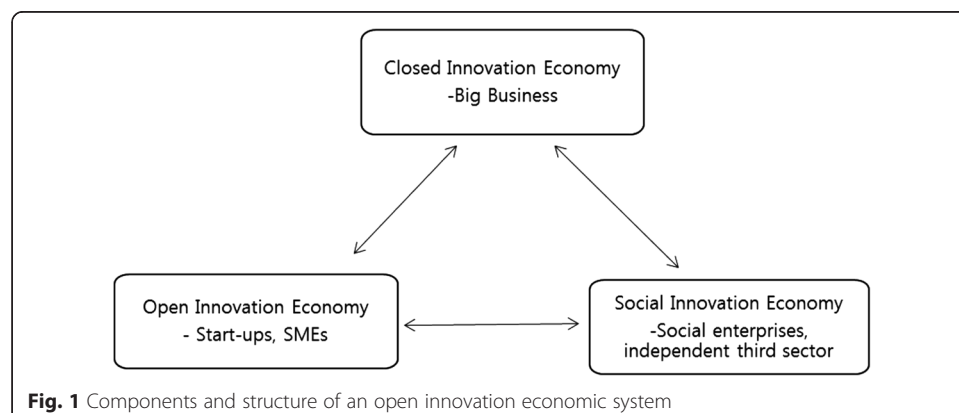 Closed Innovation Economy
-Big Business
Open Innovation Economy
- Start-ups, SMEs
Social Innovation Economy
-Social enterprises,
independent third sector
Fig. 1 Components and structure of an open innovation economic system